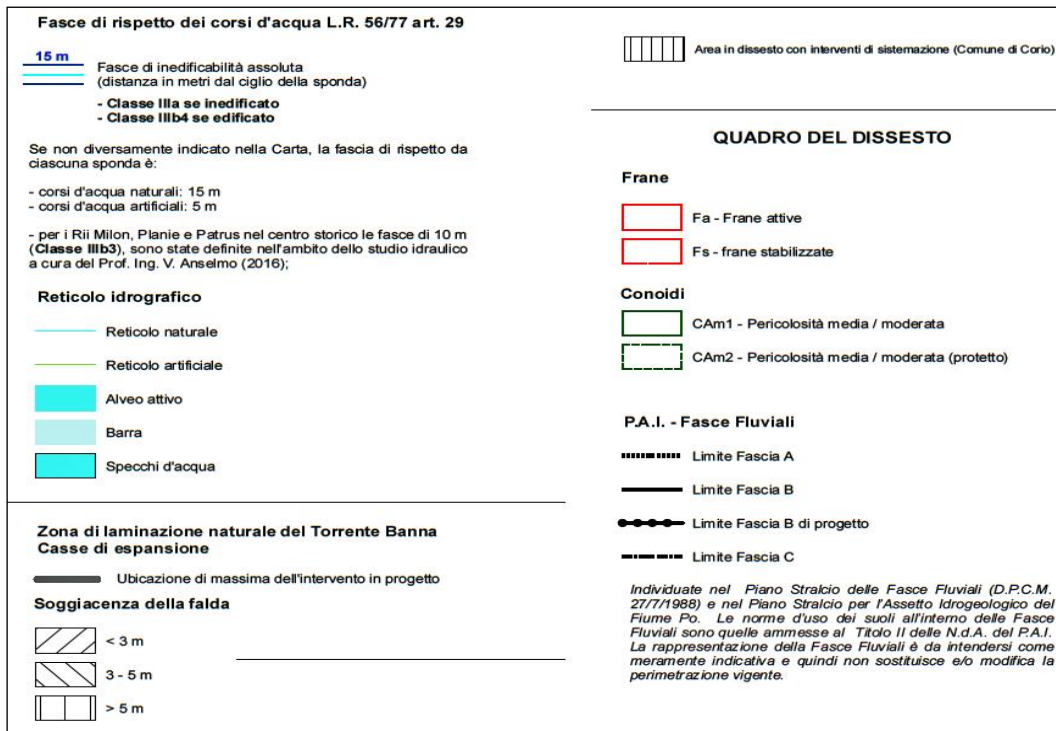 Fasce di rispetto dei corsi d'acqua L.R. 56/77 art. 29
15 m
Fasce di inedificabilità assoluta
(distanza in metri dal ciglio della sponda)
- Classe IIIa se inedificato
- Classe IIIb4 se edificato
Se non diversamente indicato nella Carta, la fascia di rispetto da
ciascuna sponda è:
- corsi d'acqua naturali: 15 m
- corsi d'acqua artificiali: 5 m
- per i Rii Milon, Planie e Patrus nel centro storico le fasce di 10 m
(Classe IIIb3), sono state definite nell'ambito dello studio idraulico
a cura del Prof. Ing. V. Anselmo (2016);
Reticolo idrografico
Reticolo naturale
Reticolo artificiale
Alveo attivo
Barra
Specchi d'acqua
Zona di laminazione naturale del Torrente Banna
Casse di espansione
Ubicazione di massima dell'intervento in progetto
Soggiacenza della falda
< 3 m
3 - 5 m
> 5 m
Area in dissesto con interventi di sistemazione (Comune di Corio)
QUADRO DEL DISSESTO
Frane
Fa - Frane attive
Fs - frane stabilizzate
Conoidi
CAm1 - Pericolosità media / moderata
CAm2 - Pericolosità media / moderata (protetto)
P.A.I. - Fasce Fluviali
Limite Fascia A
Limite Fascia B
Limite Fascia B di progetto
Limite Fascia C
Individuate nel Piano Stralcio delle Fasce Fluviali (D.P.C.M.
27/7/1988) e nel Piano Stralcio per l'Assetto Idrogeologico del
Fiume Po. Le norme d'uso dei suoli all'interno delle Fasce
Fluviali sono quelle ammesse al Titolo II delle N.d.A. del P.A.I.
La rappresentazione della Fasce Fluviali è da intendersi come
meramente indicativa e quindi non sostituisce e/o modifica la
perimetrazione vigente.